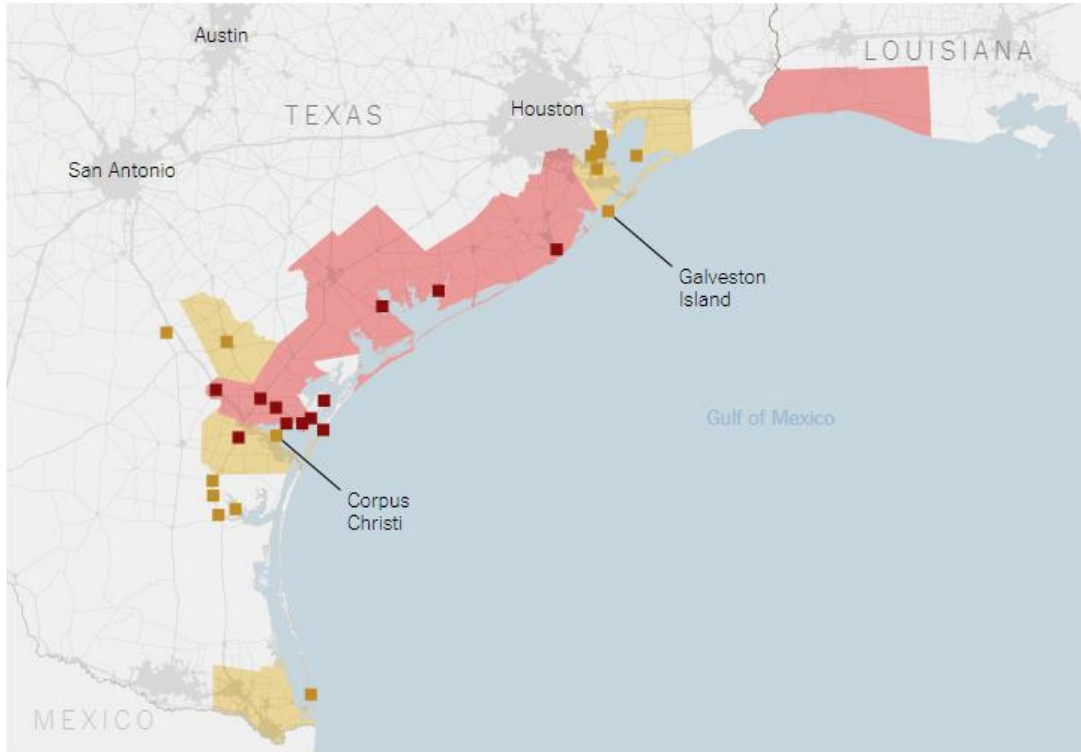 Austin
LOUISIANA
TEXAS
Houston
San Antonio
Galveston
Island
Gulf of Mexico
Corpus
Christi
MEXICO